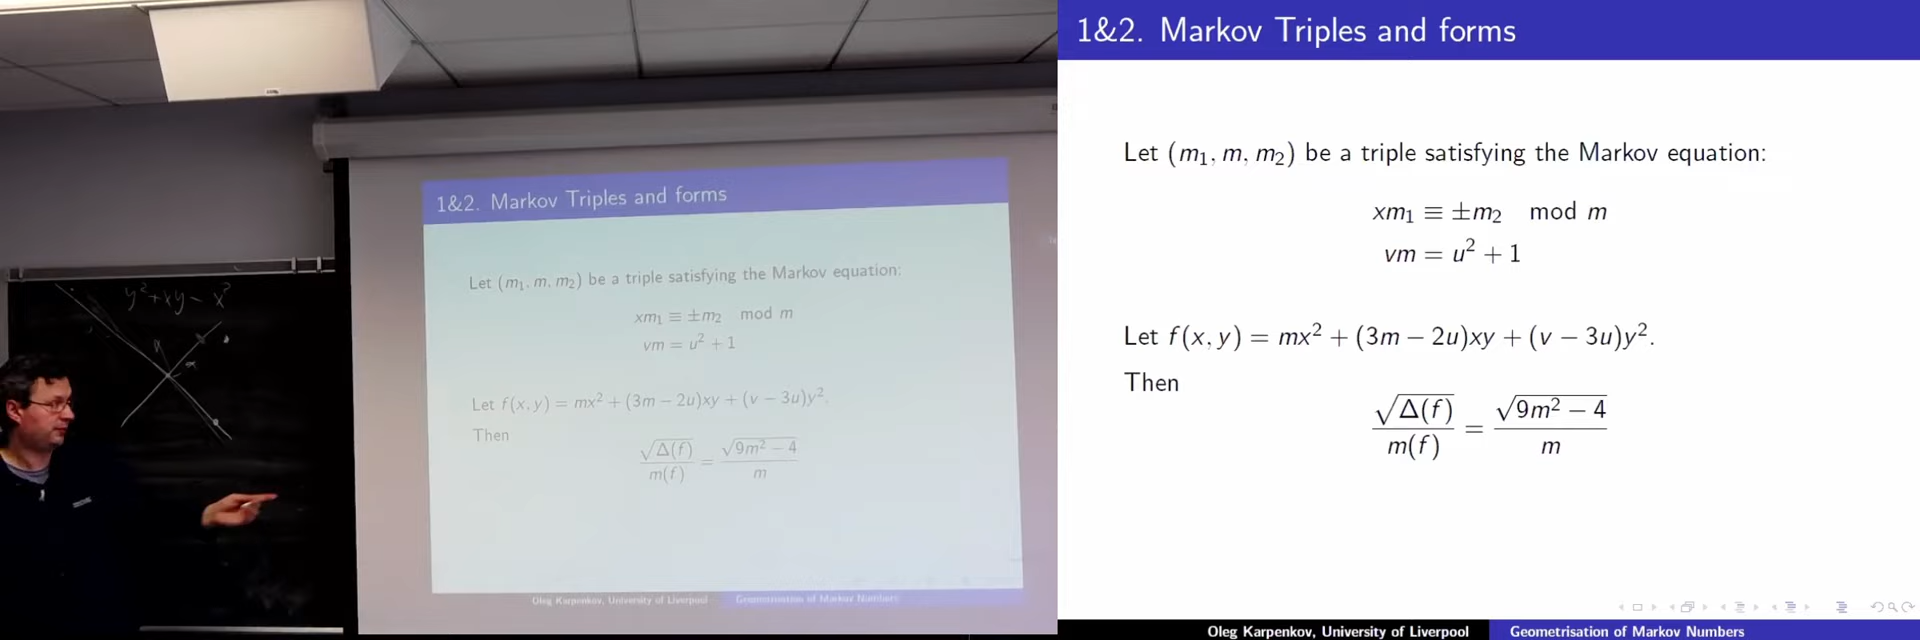 y²+xy-x²
1&2. Markov Triples and forms
Let (m₁, m, m₂) be a triple satisfying the Markov equation:
xm₁ ≡ ±m₂ mod m
vm = u² + 1
Let f(x, y) = mx² + (3m − 2u)xy + (v − 3u)y².
Then
√Δ(f) / m(f) = √9m² − 4 / m
Oleg Karpenkov, University of Liverpool Geometrisation of Markov Numbers
1&2. Markov Triples and forms
Let (m₁, m, m₂) be a triple satisfying the Markov equation:
xm₁ ≡ ±m₂ mod m
vm = u² + 1
Let f(x, y) = mx² + (3m − 2u)xy + (v − 3u)y².
Then
√Δ(f) / m(f) = √9m² − 4 / m
Oleg Karpenkov, University of Liverpool Geometrisation of Markov Numbers